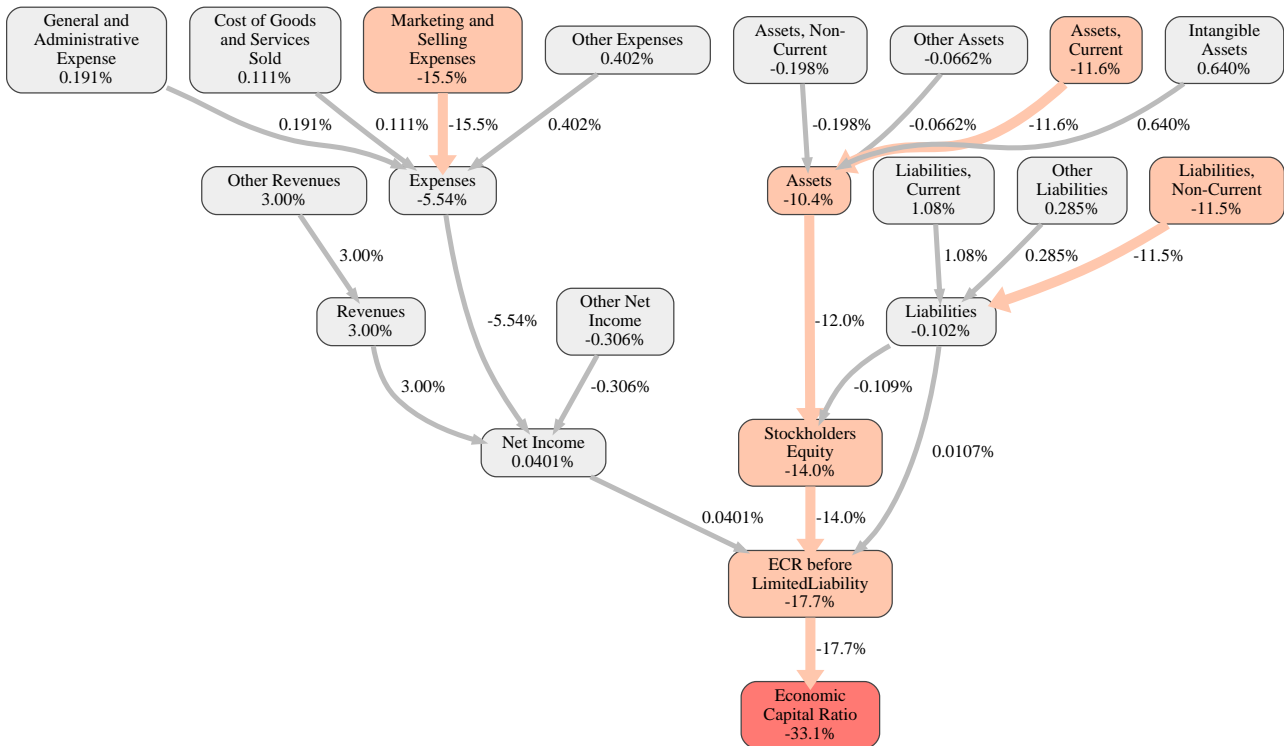 General and
Administrative
Expense
0.191%
Cost of Goods
and Services
Sold
0.111%
Marketing and
Selling
Expenses
-15.5%
Other Expenses
0.402%
Assets, Non-
Current
-0.198%
Other Assets
-0.0662%
Assets,
Current
-11.6%
Intangible
Assets
0.640%
0.191%
0.111%
-15.5%
0.402%
-0.198%
-0.0662%
-11.6%
0.640%
Other Revenues
3.00%
Expenses
-5.54%
Assets
-10.4%
Liabilities,
Current
1.08%
Other
Liabilities
0.285%
Liabilities,
Non-Current
-11.5%
3.00%
1.08%
0.285%
-11.5%
Revenues
3.00%
-5.54%
Other Net
Income
-0.306%
-12.0%
Liabilities
-0.102%
3.00%
-0.306%
-0.109%
Net Income
0.0401%
Stockholders
Equity
-14.0%
0.0107%
0.0401%
-14.0%
ECR before
LimitedLiability
-17.7%
-17.7%
Economic
Capital Ratio
-33.1%